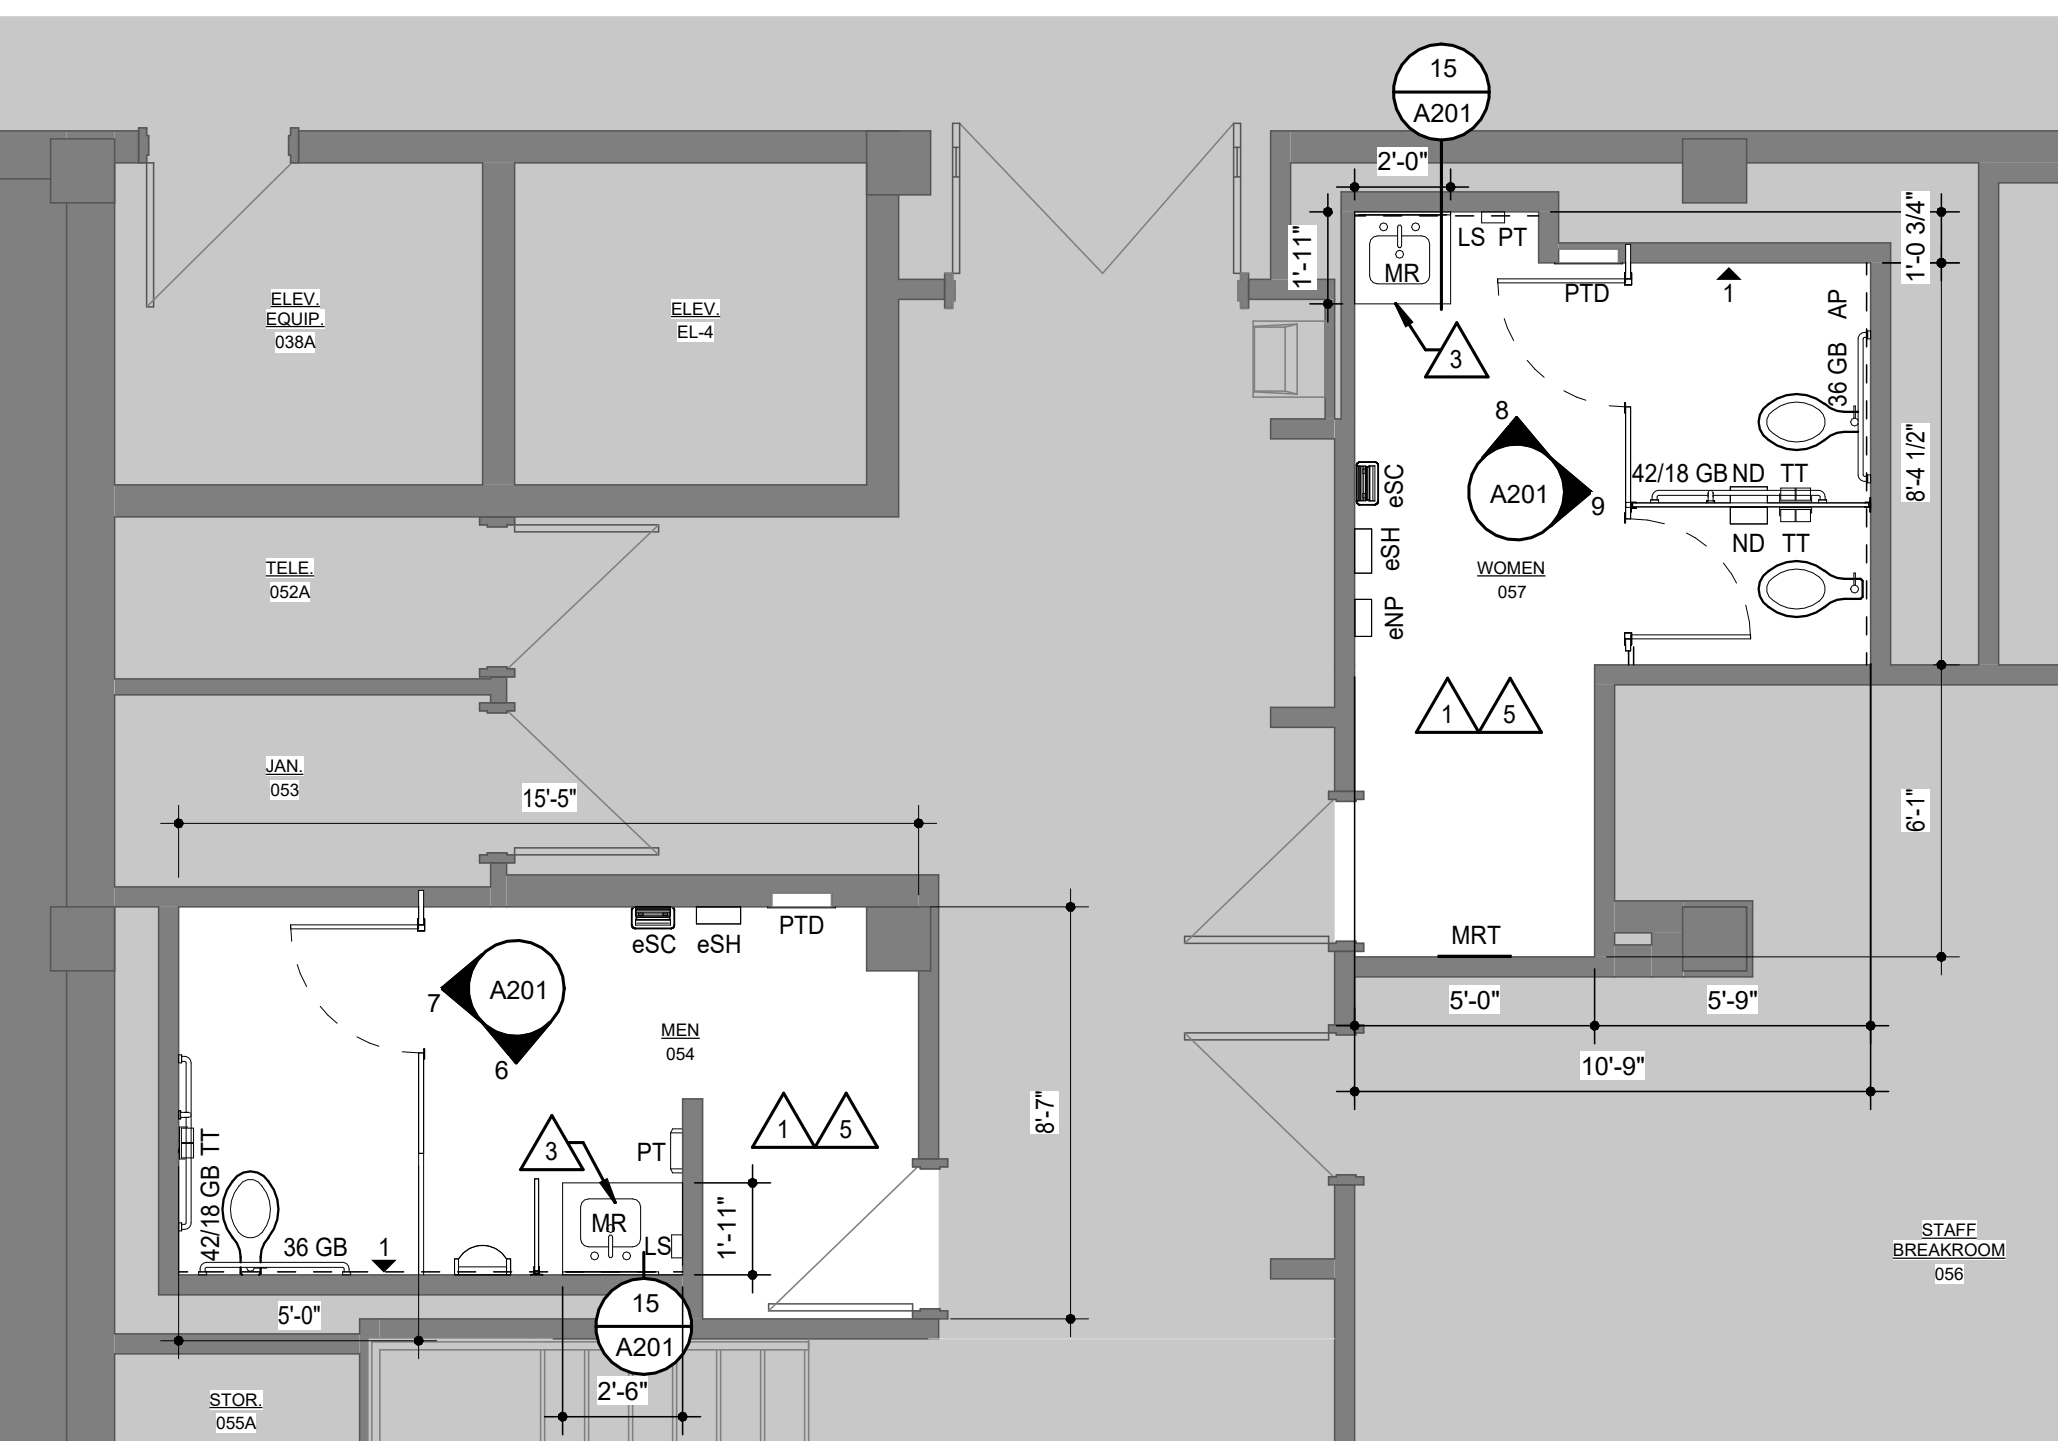 15
A201
2'-0"
1'-11"
LS PT
MR
PTD
1
AP
1'-0 3/4"
3
36 GB
8'-4 1/2"
8
A201
9
42/18 GB ND TT
ND TT
eSC
eSH
eNP
WOMEN
057
1
5
6'-1"
MRT
5'-0"
5'-9"
10'-9"
ELEV.
EQUIP.
038A
ELEV.
EL-4
TELE.
052A
JAN.
053
15'-5"
eSC eSH
PTD
A201
7
6
MEN
054
8'-7"
1
5
3
PT
MR
LS
1'-11"
42/18 GB TT
36 GB
1
5'-0"
15
A201
2'-6"
STOR.
055A
STAFF
BREAKROOM
056